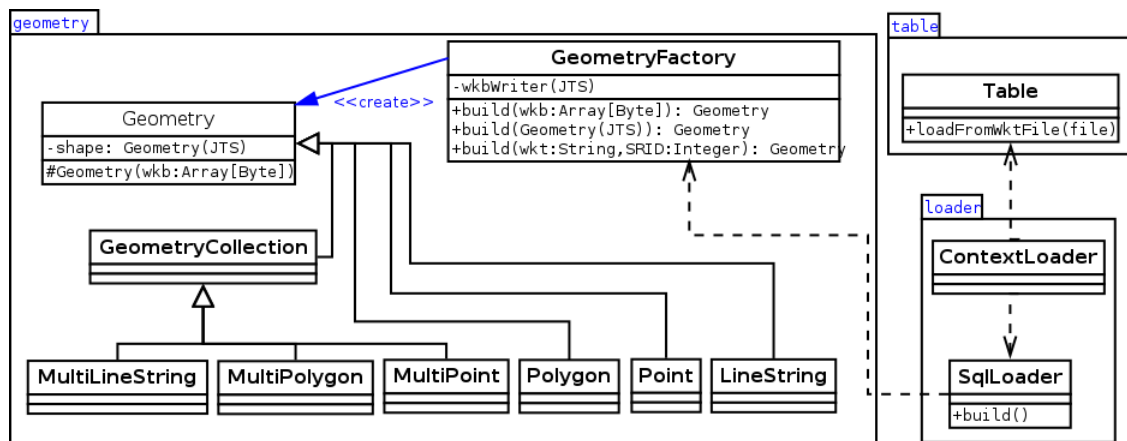 geometry
GeometryFactory
-wkbWriter(JTS)
+build(wkb:Array[Byte]): Geometry
+build(Geometry(JTS)): Geometry
+build(wkt:String,SRID:Integer): Geometry
<<create>>
Geometry
-shape: Geometry(JTS)
#Geometry(wkb:Array[Byte])
GeometryCollection
MultiLineString
MultiPolygon
MultiPoint
Polygon
Point
LineString
table
Table
+loadFromWktFile(file)
loader
ContextLoader
SqlLoader
+build()